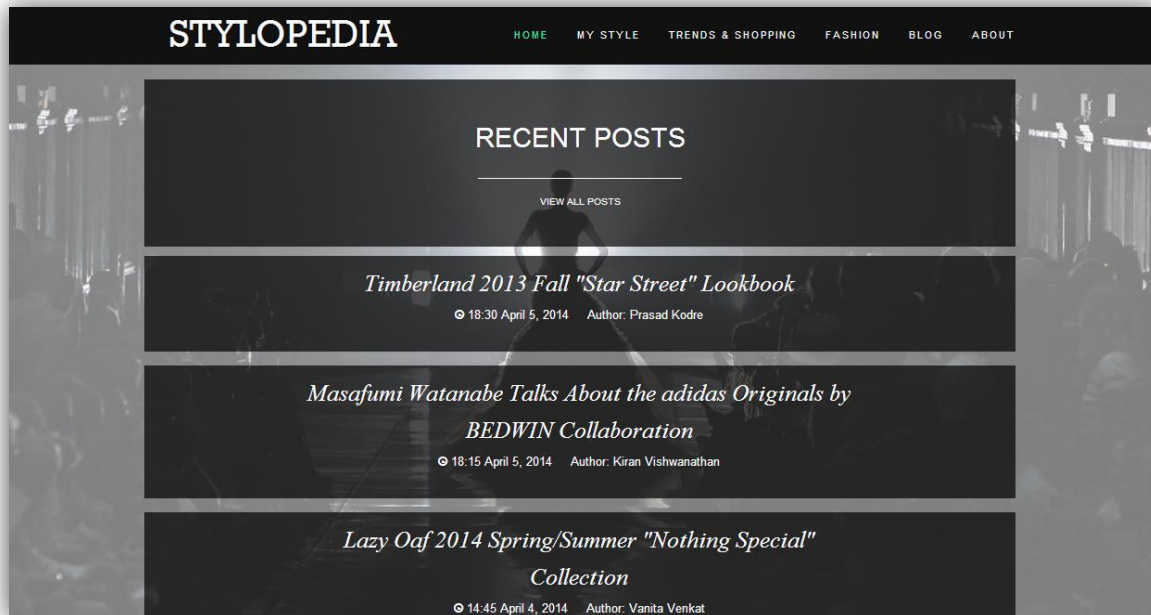 STYLOPEDIA
HOME MY STYLE TRENDS & SHOPPING FASHION BLOG ABOUT
RECENT POSTS
VIEW ALL POSTS
Timberland 2013 Fall "Star Street" Lookbook
18:30 April 5, 2014 Author: Prasad Kodre
Masafumi Watanabe Talks About the adidas Originals by
BEDWIN Collaboration
18:15 April 5, 2014 Author: Kiran Vishwanathan
Lazy Oaf 2014 Spring/Summer "Nothing Special"
Collection
14:45 April 4, 2014 Author: Vanita Venkat